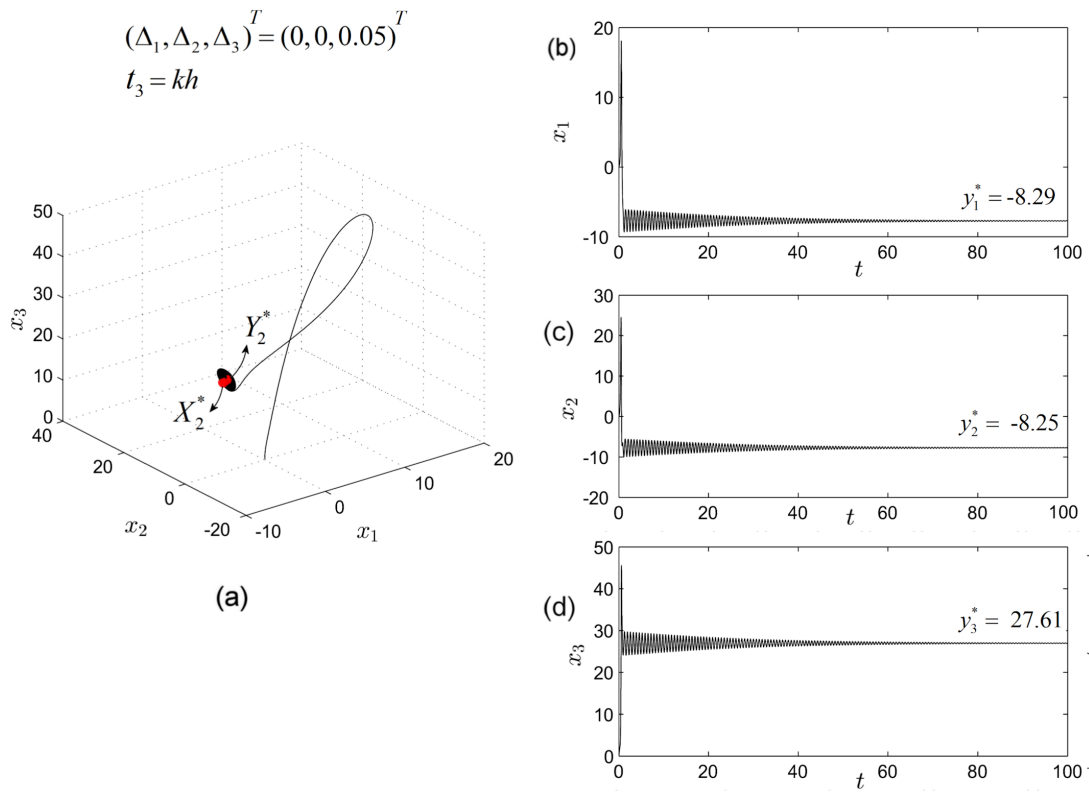 (Δ₁, Δ₂, Δ₃)ᵀ = (0, 0, 0.05)ᵀ
t₃ = kh
50
40
30
20
10
0
x₃
40
20
0
-20
x₂
-10
0
10
20
x₁
Y₂*
X₂*
(a)
(b)
20
10
0
-10
x₁
y₁* = -8.29
0
20
40
60
80
100
t
(c)
30
20
10
0
-10
-20
x₂
y₂* = -8.25
0
20
40
60
80
100
t
(d)
50
40
30
20
10
0
x₃
y₃* = 27.61
0
20
40
60
80
100
t